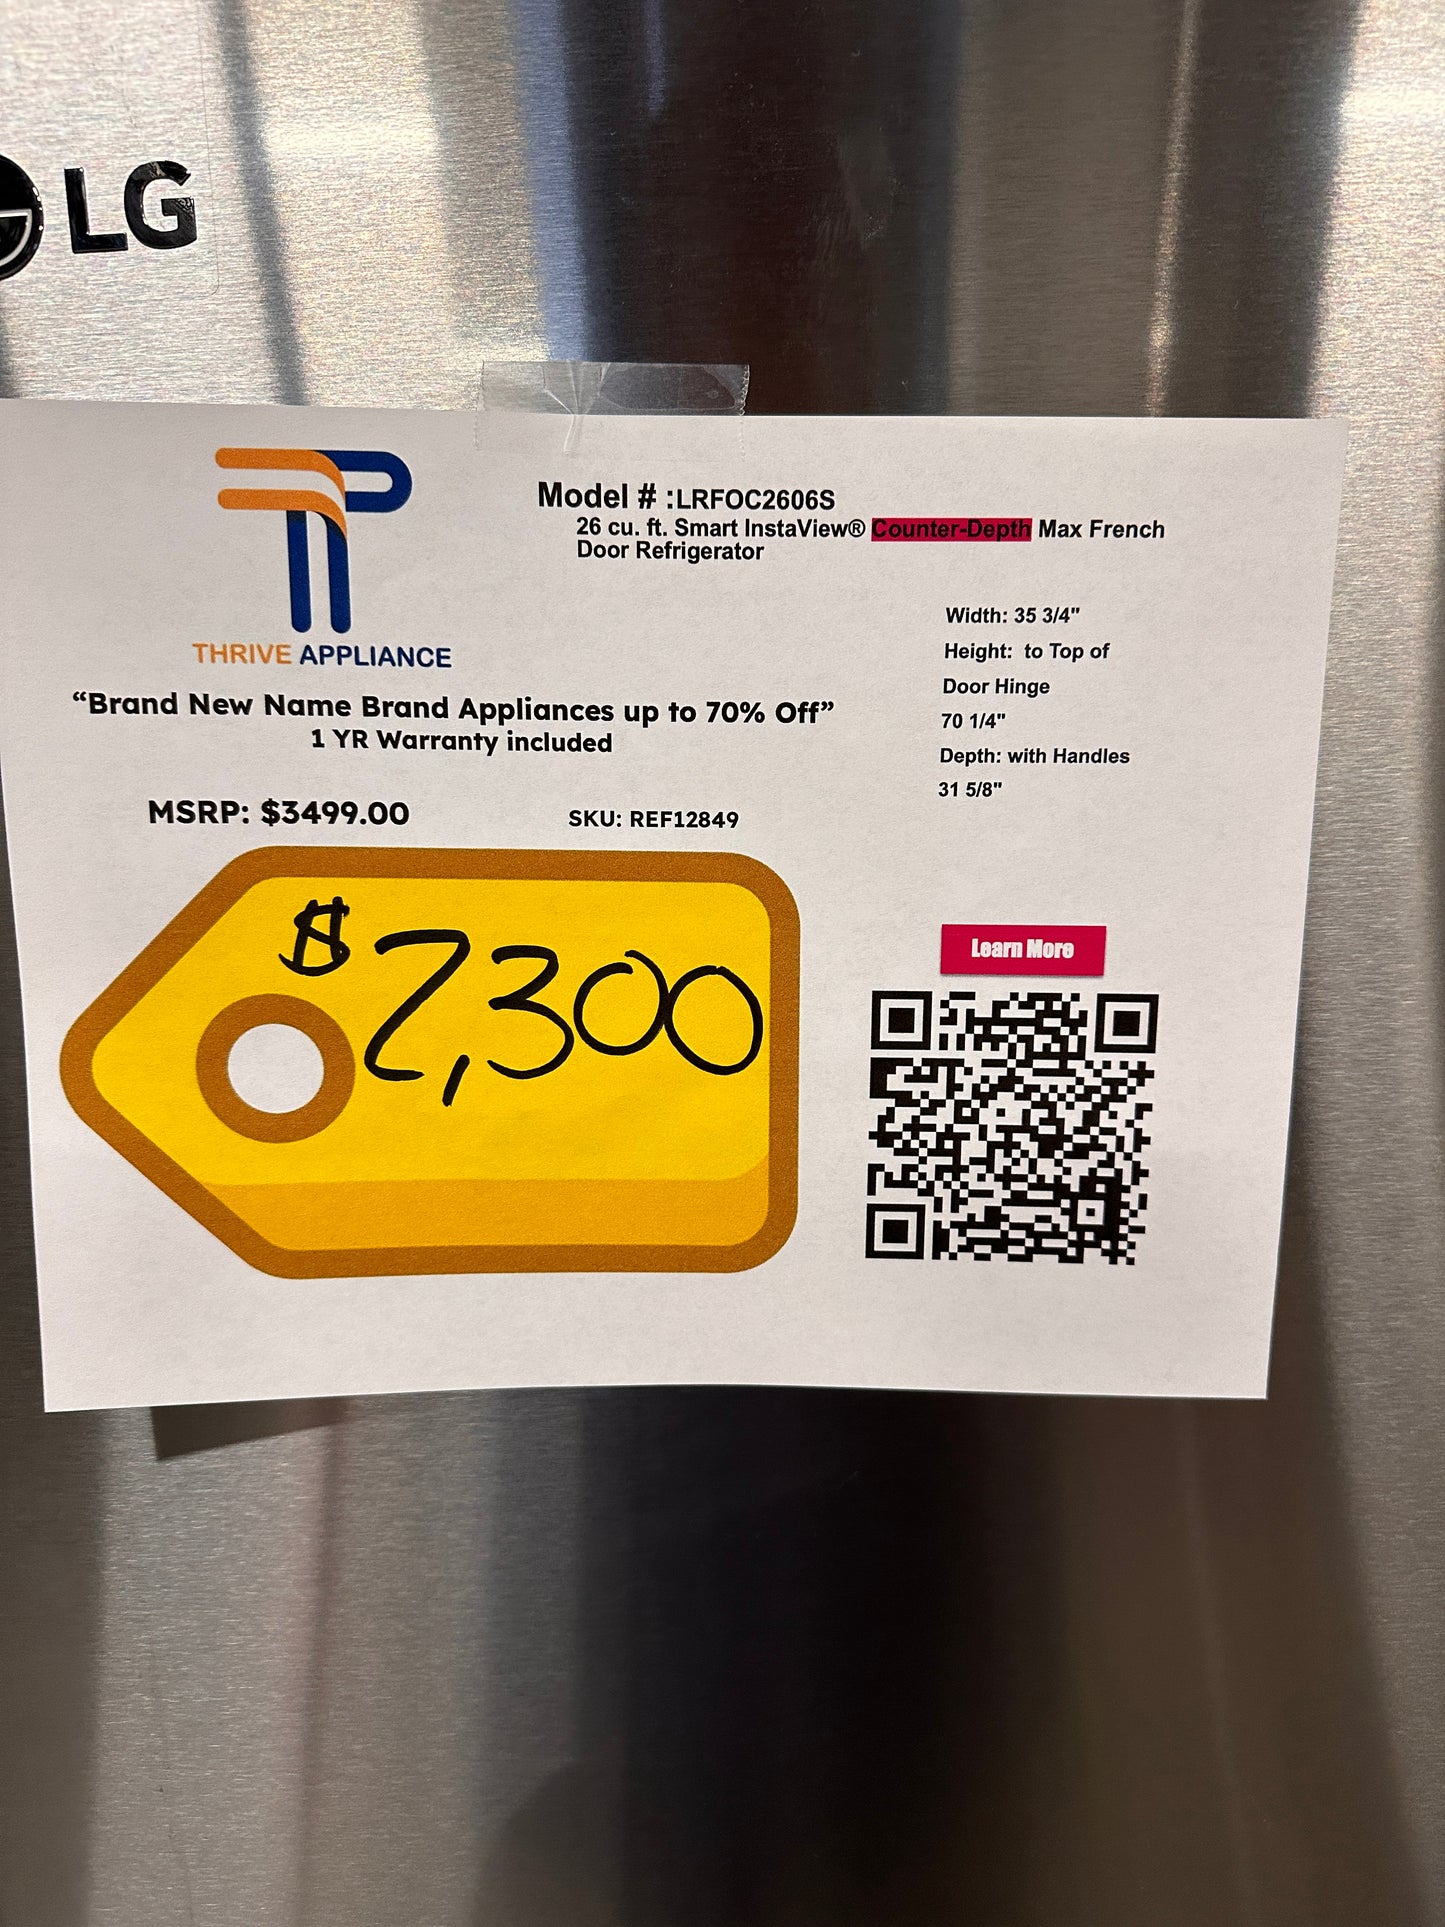 LG
Model # :LRFOC2606S
26 cu. ft. Smart InstaView® Counter-Depth Max French
Door Refrigerator
THRIVE APPLIANCE
“Brand New Name Brand Appliances up to 70% Off”
1 YR Warranty included
MSRP: $3499.00
SKU: REF12849
Width: 35 3/4"
Height: to Top of
Door Hinge
70 1/4"
Depth: with Handles
31 5/8"
$2,300
Learn More